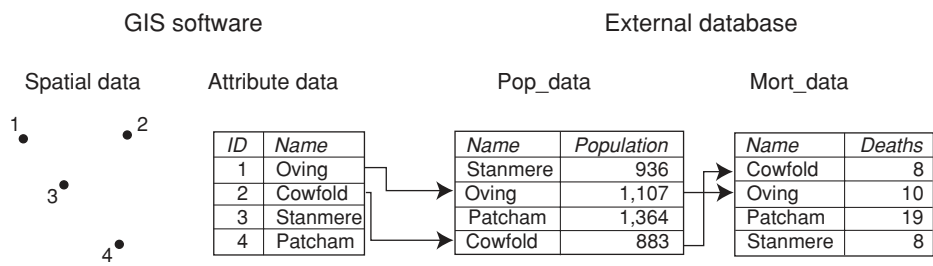 GIS software
External database
Spatial data
Attribute data
Pop_data
Mort_data
1
2
3
4
ID Name
1 Oving
2 Cowfold
3 Stanmere
4 Patcham
Name Population
Stanmere 936
Oving 1,107
Patcham 1,364
Cowfold 883
Name Deaths
Cowfold 8
Oving 10
Patcham 19
Stanmere 8